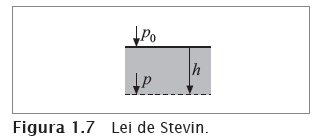 p₀
h
p
Figura 1.7 Lei de Stevin.